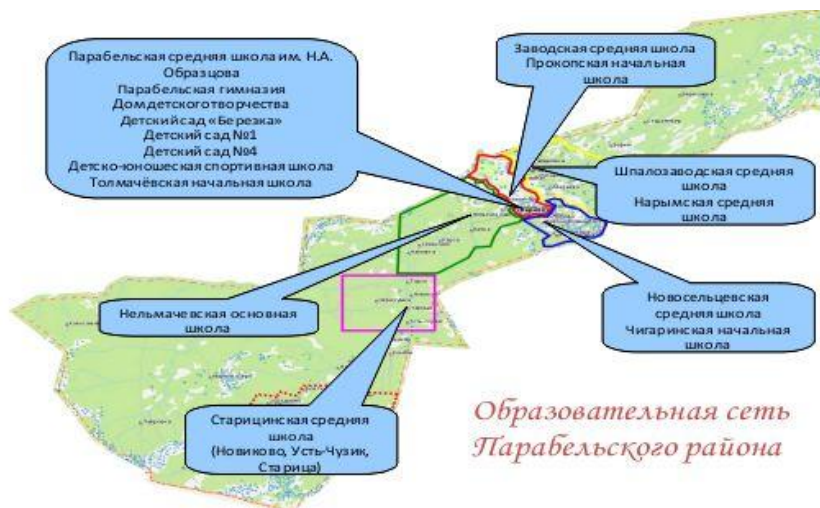 Парабельская средняя школа им. Н.А.
Образцова
Парабельская гимназия
Дом детского творчества
Детский сад «Березка»
Детский сад №1
Детский сад №4
Детско-юношеская спортивная школа
Толмачёвская начальная школа
Заводская средняя школа
Прокопская начальная
школа
Шпалозаводская средняя
школа
Нарымская средняя
школа
Нельмачевская основная
школа
Новосельцевская
средняя школа
Чигаринская начальная
школа
Старицинская средняя
школа
(Новиково, Усть-Чузик,
Старица)
Образовательная сеть
Парабельского района